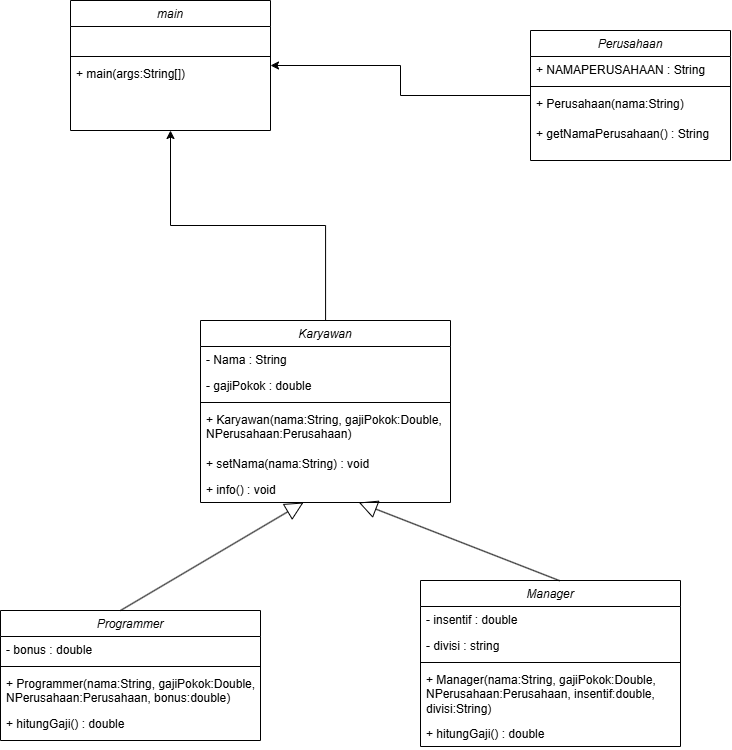 main
+ main(args:String[])
Perusahaan
+ NAMAPERUSAHAAN : String
+ Perusahaan(nama:String)
+ getNamaPerusahaan() : String
Karyawan
- Nama : String
- gajiPokok : double
+ Karyawan(nama:String, gajiPokok:Double,
NPerusahaan:Perusahaan)
+ setNama(nama:String) : void
+ info() : void
Programmer
- bonus : double
+ Programmer(nama:String, gajiPokok:Double,
NPerusahaan:Perusahaan, bonus:double)
+ hitungGaji() : double
Manager
- insentif : double
- divisi : string
+ Manager(nama:String, gajiPokok:Double,
NPerusahaan:Perusahaan, insentif:double,
divisi:String)
+ hitungGaji() : double